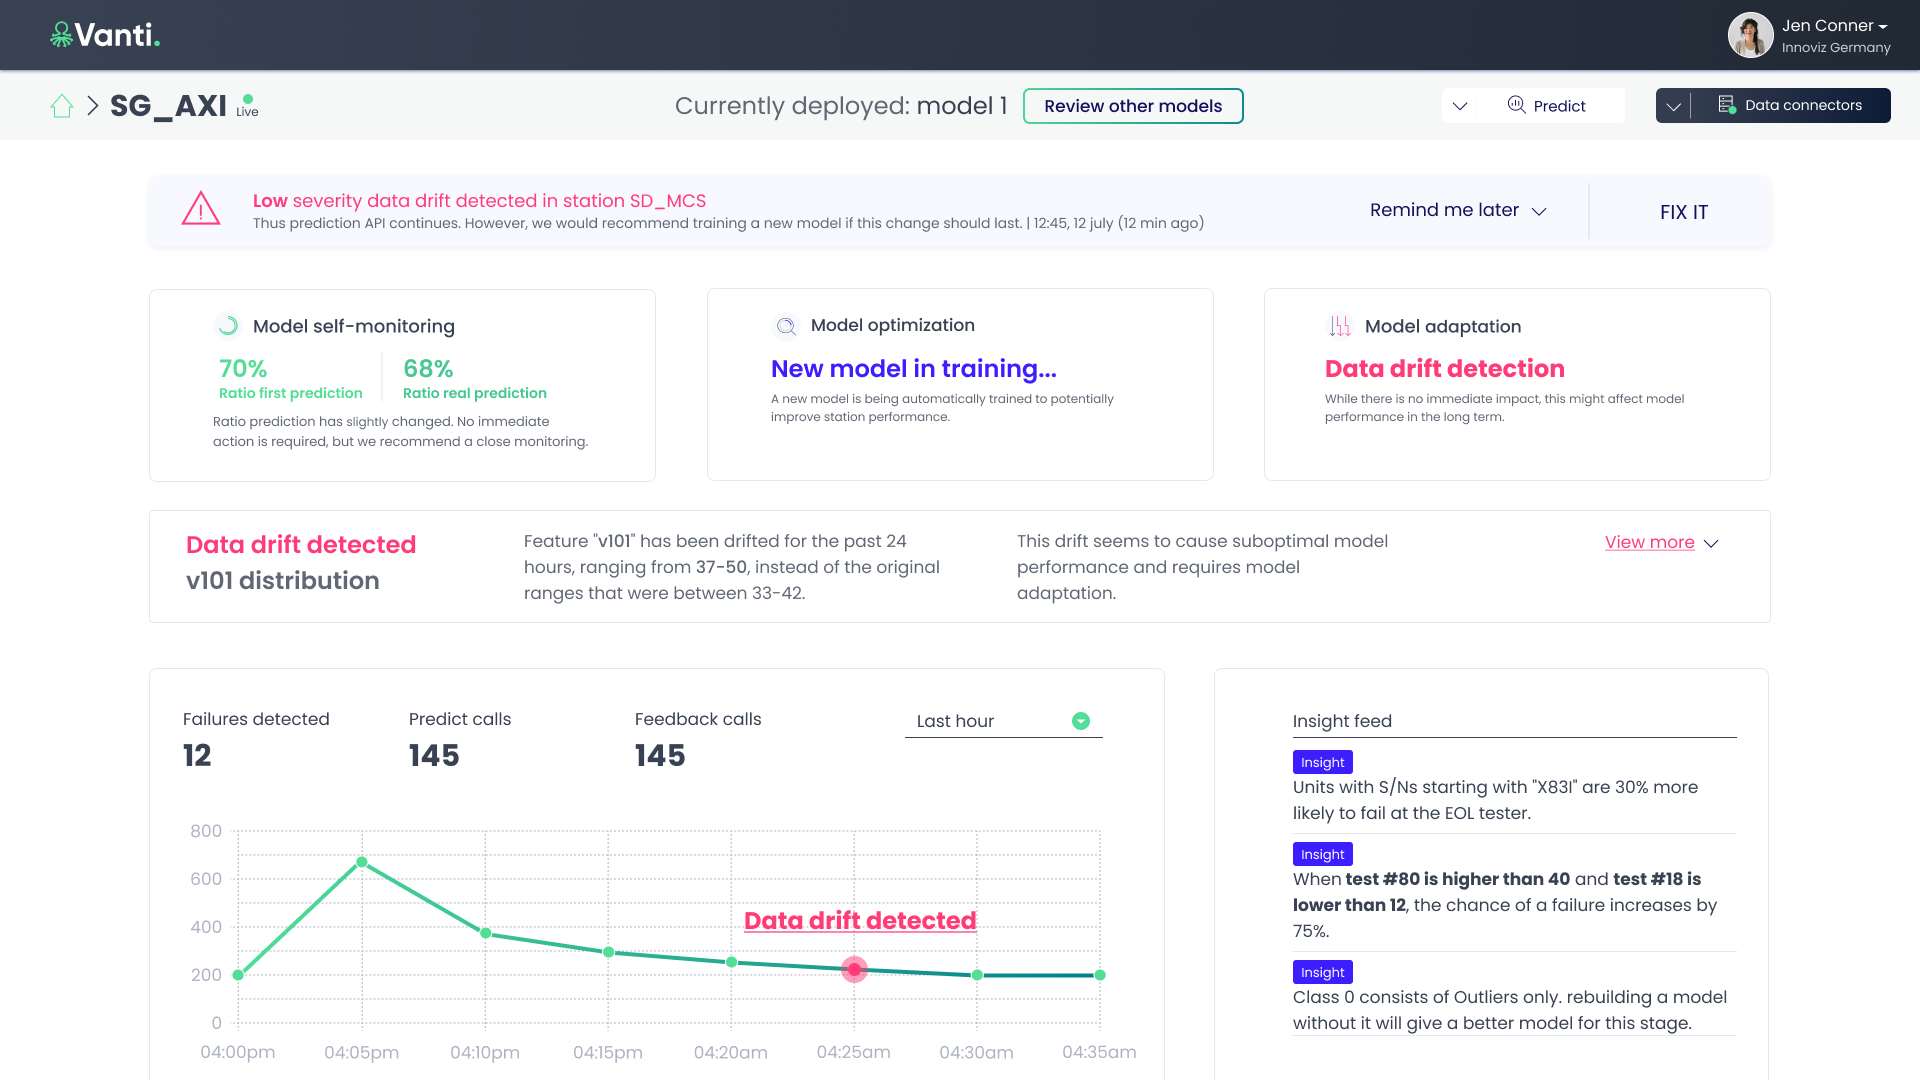 Vanti.
Jen Conner
Innoviz Germany
SG_AXI
Live
Currently deployed: model 1
Review other models
Predict
Data connectors
Low severity data drift detected in station SD_MCS
Thus prediction API continues. However, we would recommend training a new model if this change should last. | 12:45, 12 july (12 min ago)
Remind me later
FIX IT
Model self-monitoring
70%
Ratio first prediction
68%
Ratio real prediction
Ratio prediction has slightly changed. No immediate
action is required, but we recommend a close monitoring.
Model optimization
New model in training...
A new model is being automatically trained to potentially
improve station performance.
Model adaptation
Data drift detection
While there is no immediate impact, this might affect model
performance in the long term.
Data drift detected
v101 distribution
Feature "v101" has been drifted for the past 24
hours, ranging from 37-50, instead of the original
ranges that were between 33-42.
This drift seems to cause suboptimal model
performance and requires model
adaptation.
View more
Failures detected
12
Predict calls
145
Feedback calls
145
Last hour
800
600
400
200
0
Data drift detected
04:00pm
04:05pm
04:10pm
04:15pm
04:20am
04:25am
04:30am
04:35am
Insight feed
Insight
Units with S/Ns starting with "X83I" are 30% more
likely to fail at the EOL tester.
Insight
When test #80 is higher than 40 and test #18 is
lower than 12, the chance of a failure increases by
75%.
Insight
Class 0 consists of Outliers only. rebuilding a model
without it will give a better model for this stage.